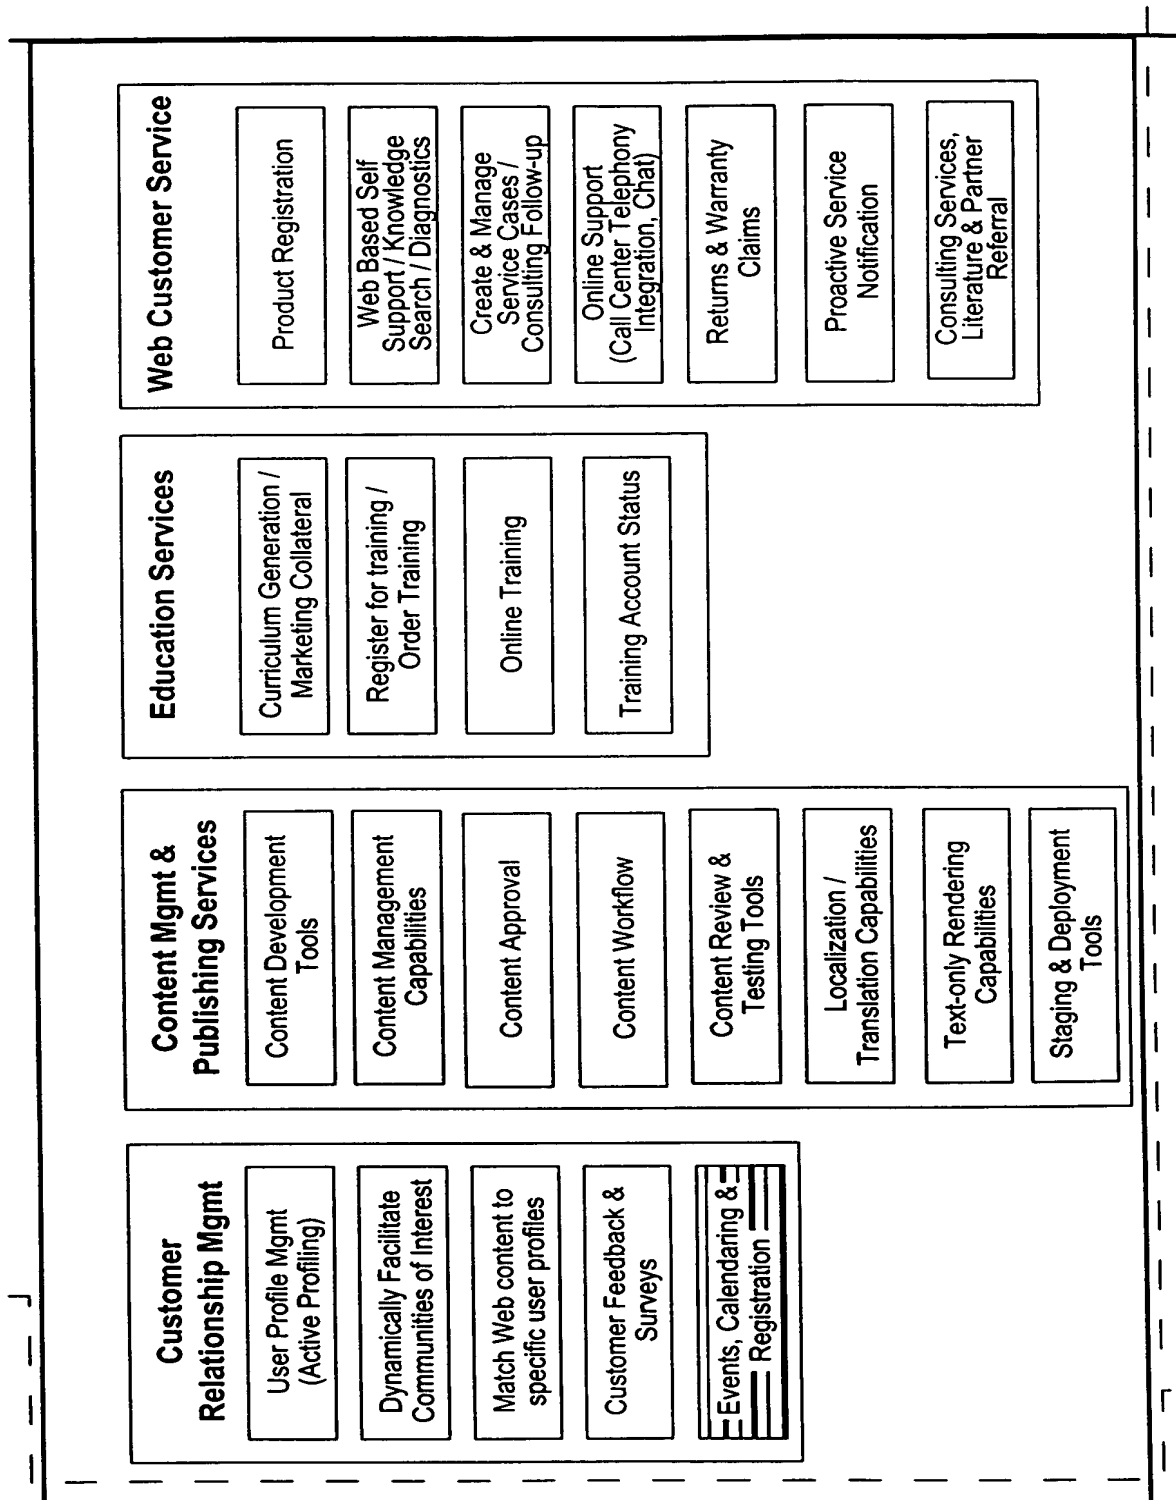 Customer
Relationship Mgmt
User Profile Mgmt
(Active Profiling)
Dynamically Facilitate
Communities of Interest
Match Web content to
specific user profiles
Customer Feedback &
Surveys
Events, Calendaring &
Registration
Content Mgmt &
Publishing Services
Content Development
Tools
Content Management
Capabilities
Content Approval
Content Workflow
Content Review &
Testing Tools
Localization /
Translation Capabilities
Text-only Rendering
Capabilities
Staging & Deployment
Tools
Education Services
Curriculum Generation /
Marketing Collateral
Register for training /
Order Training
Online Training
Training Account Status
Web Customer Service
Product Registration
Web Based Self
Support / Knowledge
Search / Diagnostics
Create & Manage
Service Cases /
Consulting Follow-up
Online Support
(Call Center Telephony
Integration, Chat)
Returns & Warranty
Claims
Proactive Service
Notification
Consulting Services,
Literature & Partner
Referral